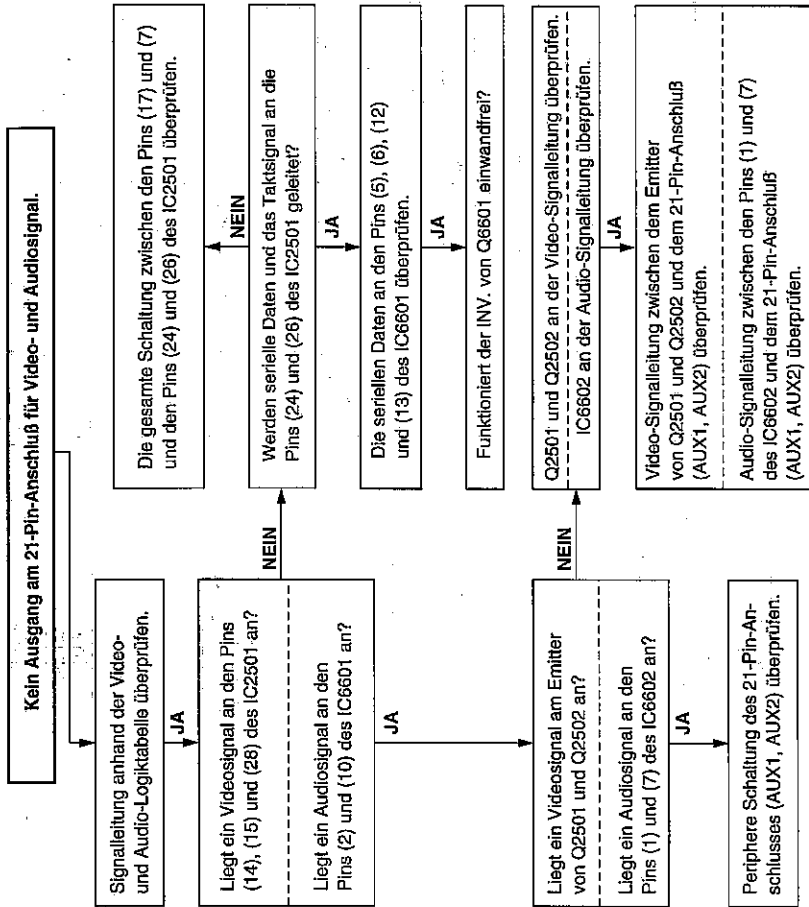 Kein Ausgang am 21-Pin-Anschluß für Video- und Audiosignal.
Signalleitung anhand der Video-
und Audio-Logiktabelle überprüfen.
JA
Liegt ein Videosignal an den Pins
(14), (15) und (28) des IC2501 an?
Liegt ein Audiosignal an den
Pins (2) und (10) des IC6601 an?
NEIN
Werden serielle Daten und das Taktsignal an die
Pins (24) und (26) des IC2501 geleitet?
NEIN
Die gesamte Schaltung zwischen den Pins (17) und (7)
und den Pins (24) und (26) des IC2501 überprüfen.
JA
Die seriellen Daten an den Pins (5), (6), (12)
und (13) des IC6601 überprüfen.
JA
Funktioniert der INV. von Q6601 einwandfrei?
JA
Liegt ein Videosignal am Emitter
von Q2501 und Q2502 an?
Liegt ein Audiosignal an den
Pins (1) und (7) des IC6602 an?
NEIN
Q2501 und Q2502 an der Video-Signalleitung überprüfen.
IC6602 an der Audio-Signalleitung überprüfen.
JA
Video-Signalleitung zwischen dem Emitter
von Q2501 und Q2502 und dem 21-Pin-Anschluß
(AUX1, AUX2) überprüfen.
Audio-Signalleitung zwischen den Pins (1) und (7)
des IC6602 und dem 21-Pin-Anschluß
(AUX1, AUX2) überprüfen.
JA
Periphere Schaltung des 21-Pin-An-
schlusses (AUX1, AUX2) überprüfen.